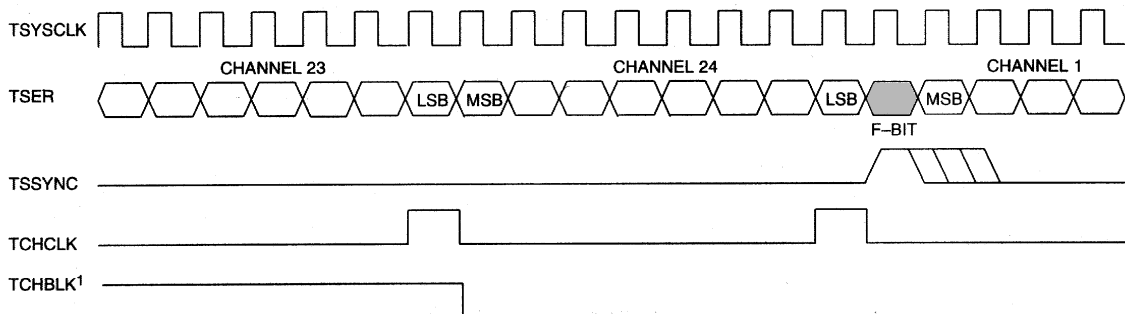 TSYSCLK
CHANNEL 23 CHANNEL 24 CHANNEL 1
TSER LSB MSB LSB MSB
F–BIT
TSSYNC
TCHCLK
TCHBLK¹